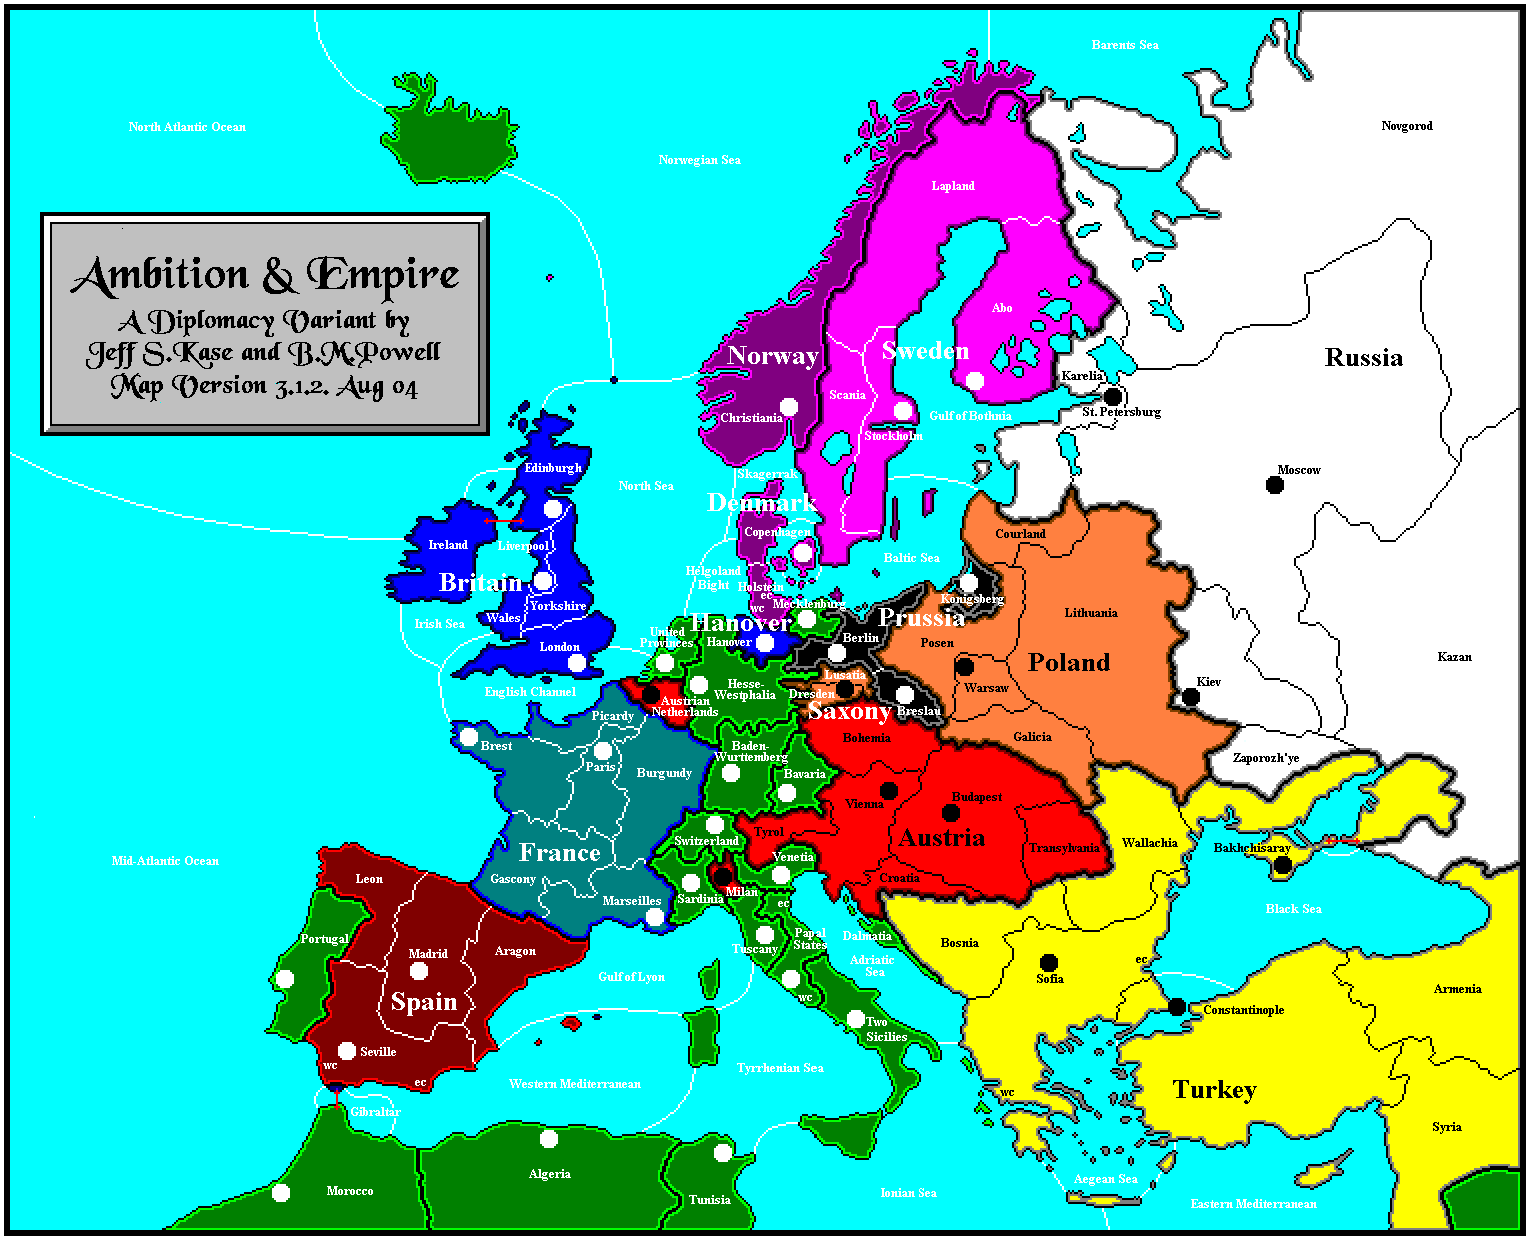 Barents Sea
North Atlantic Ocean
Novgorod
Norwegian Sea
Lapland
Ambition & Empire
A Diplomacy Variant by
Jeff S. Kase and B.M.Powell
Map Version 3.1.2. Aug 04
Abo
Norway
Sweden
Russia
Karelia
Scania
Christiania
Gulf of Bothnia
St. Petersburg
Stockholm
Edinburgh
Skagerrak
Moscow
North Sea
Denmark
Copenhagen
Courland
Ireland
Liverpool
Baltic Sea
Helgoland
Bight
Britain
Holstein
ec
wc
Konigsberg
Mecklenburg
Yorkshire
Lithuania
Wales
Irish Sea
Hanover
Prussia
United
Provinces
Hanover
Berlin
Posen
London
Poland
Kazan
Lusatia
Hesse-
Westphalia
Dresden
Warsaw
Kiev
English Channel
Austrian
Netherlands
Saxony
Breslau
Picardy
Brest
Bohemia
Galicia
Baden-
Wurttemberg
Paris
Burgundy
Bavaria
Zaporozh'ye
Vienna
Budapest
Tyrol
Austria
Switzerland
Wallachia
Transylvania
Bakhchisaray
France
Venetia
Mid-Atlantic Ocean
Leon
Gascony
Croatia
Milan
Sardinia
Marseilles
ec
Black Sea
Portugal
Dalmatia
Papal
States
Tuscany
Bosnia
Madrid
Aragon
Adriatic
Sea
ec
Gulf of Lyon
Sofia
Armenia
Spain
wc
Constantinople
Two
Sicilies
Seville
wc
ec
Tyrrhenian Sea
Western Mediterranean
Turkey
wc
Gibraltar
Syria
Algeria
Aegean Sea
Morocco
Tunisia
Ionian Sea
Eastern Mediterranean